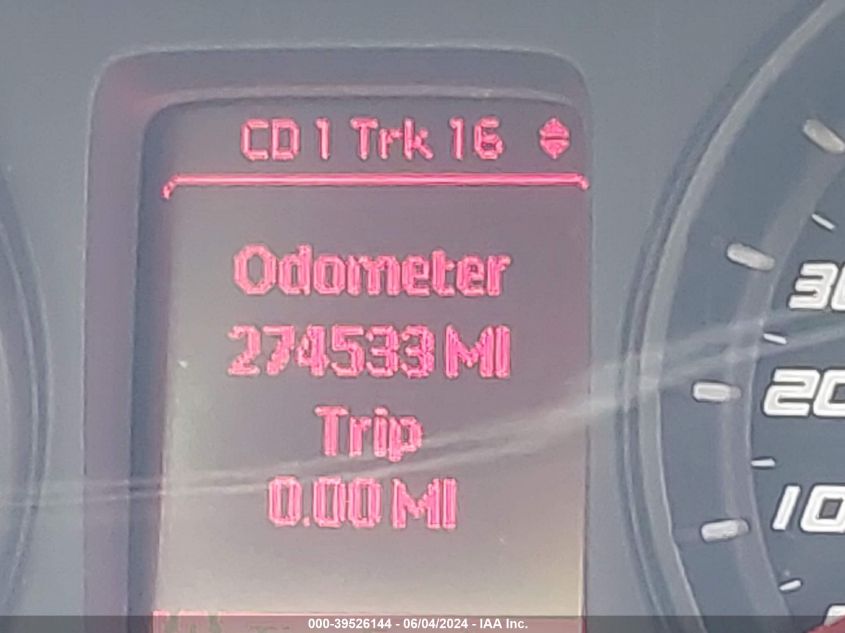 CD 1 Trk 16
Odometer
274533 MI
Trip
0.00 MI
20
10
000-39526144 - 06/04/2024 - IAA Inc.